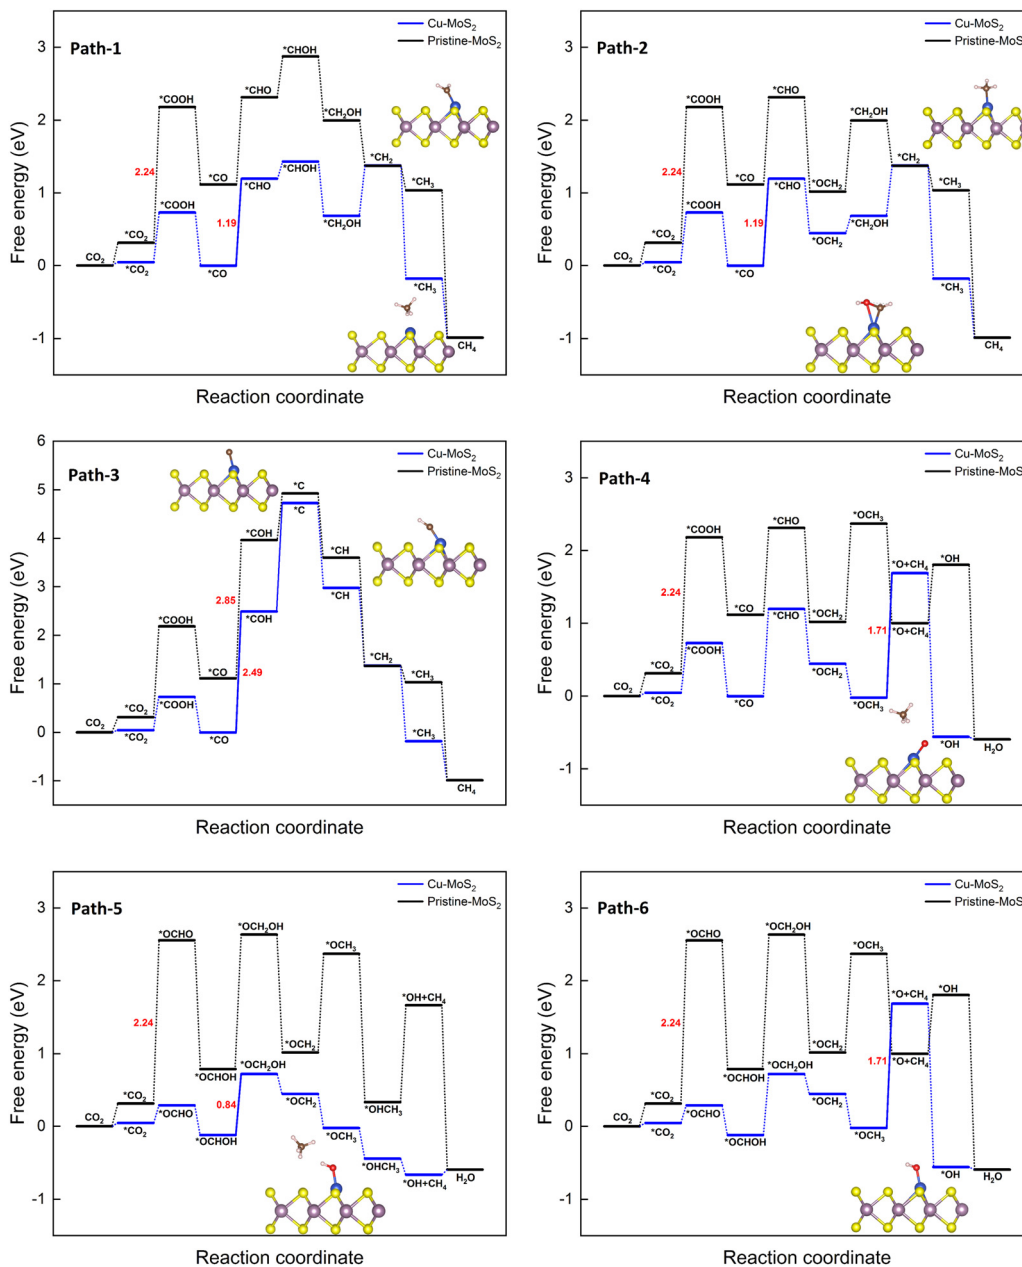 Path-1
Cu-MoS₂
Pristine-MoS₂
Free energy (eV)
3
2
1
0
-1
CO₂
*CO₂
*CO₂
*COOH
*COOH
2.24
*CO
*CO
1.19
*CHO
*CHO
*CHOH
*CHOH
*CH₂OH
*CH₂OH
*CH₂
*CH₃
*CH₃
CH₄
Reaction coordinate
Path-2
Cu-MoS₂
Pristine-MoS₂
Free energy (eV)
3
2
1
0
-1
CO₂
*CO₂
*CO₂
*COOH
*COOH
2.24
*CO
*CO
1.19
*CHO
*CHO
*OCH₂
*OCH₂
*CH₂OH
*CH₂OH
*CH₂
*CH₃
*CH₃
CH₄
Reaction coordinate
Path-3
Cu-MoS₂
Pristine-MoS₂
Free energy (eV)
6
5
4
3
2
1
0
-1
CO₂
*CO₂
*CO₂
*COOH
*COOH
*CO
*CO
2.85
2.49
*COH
*COH
*C
*C
*CH
*CH
*CH₂
*CH₃
*CH₃
CH₄
Reaction coordinate
Path-4
Cu-MoS₂
Pristine-MoS₂
Free energy (eV)
3
2
1
0
-1
CO₂
*CO₂
*CO₂
*COOH
*COOH
2.24
*CO
*CO
*CHO
*CHO
*OCH₂
*OCH₂
*OCH₃
*OCH₃
1.71
*O+CH₄
*O+CH₄
*OH
*OH
H₂O
Reaction coordinate
Path-5
Cu-MoS₂
Pristine-MoS₂
Free energy (eV)
3
2
1
0
-1
CO₂
*CO₂
*CO₂
*OCHO
*OCHO
2.24
*OCHOH
*OCHOH
0.84
*OCH₂OH
*OCH₂OH
*OCH₂
*OCH₂
*OCH₃
*OCH₃
*OHCH₃
*OHCH₃
*OH+CH₄
*OH+CH₄
H₂O
Reaction coordinate
Path-6
Cu-MoS₂
Pristine-MoS
Free energy (eV)
3
2
1
0
-1
CO₂
*CO₂
*CO₂
*OCHO
*OCHO
2.24
*OCHOH
*OCHOH
*OCH₂OH
*OCH₂OH
*OCH₂
*OCH₂
*OCH₃
*OCH₃
1.71
*O+CH₄
*O+CH₄
*OH
*OH
H₂O
Reaction coordinate